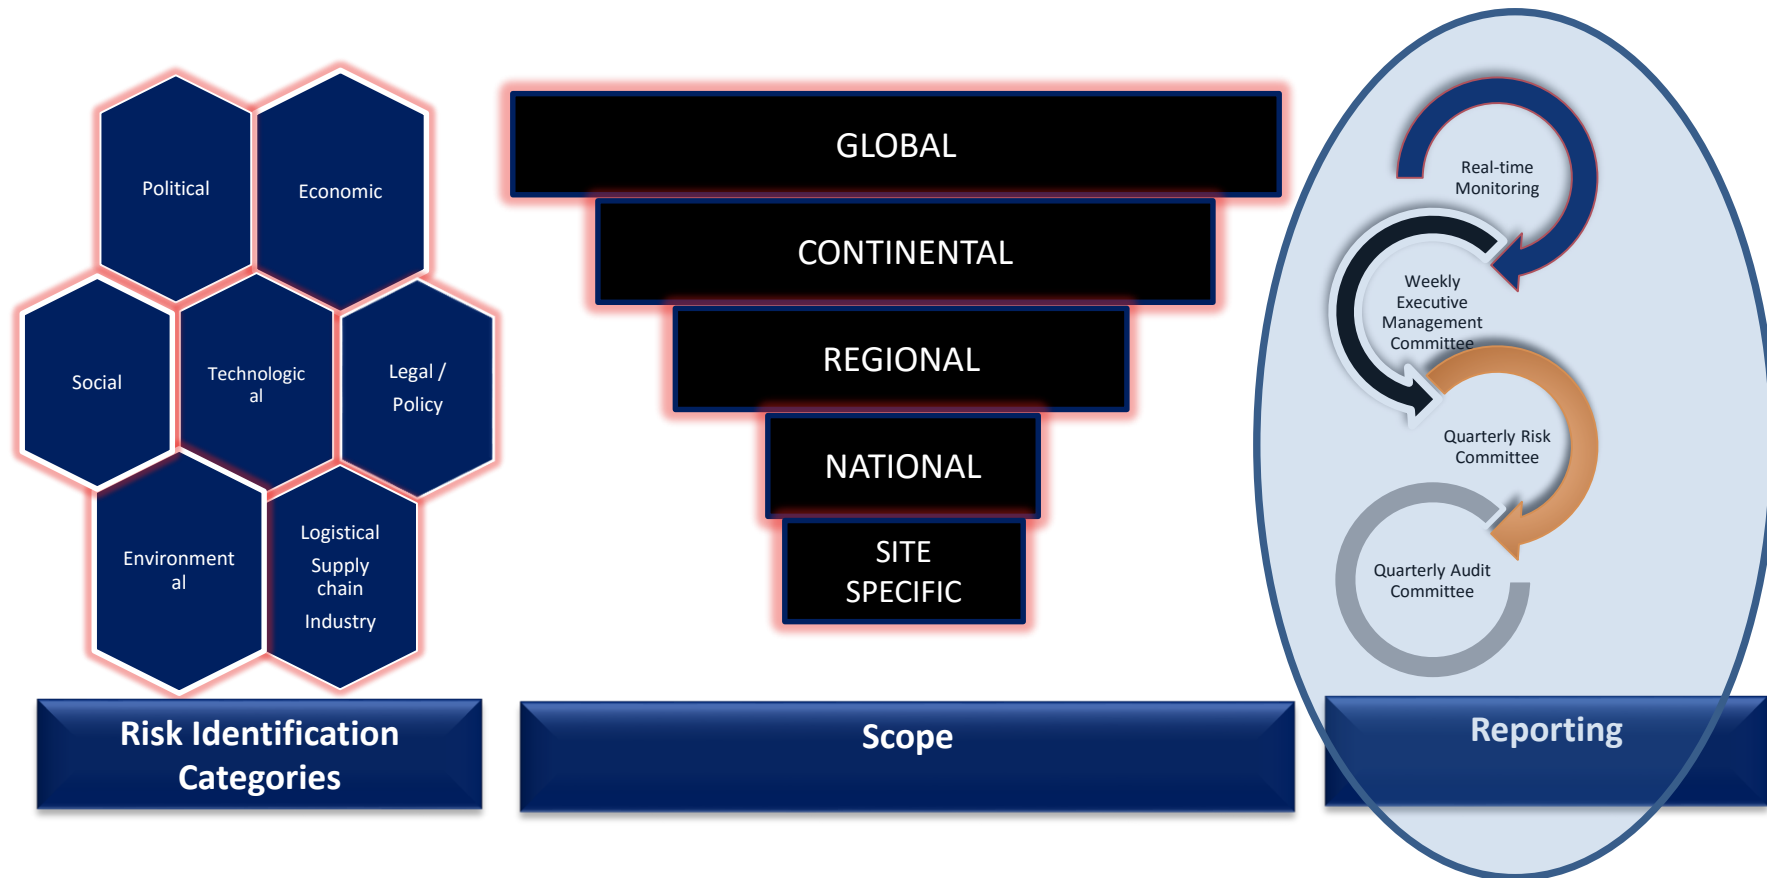 Political
Economic
Social
Technologic
al
Legal /
Policy
Environment
al
Logistical
Supply
chain
Industry
Risk Identification
Categories
GLOBAL
CONTINENTAL
REGIONAL
NATIONAL
SITE
SPECIFIC
Scope
Real-time
Monitoring
Weekly
Executive
Management
Committee
Quarterly Risk
Committee
Quarterly Audit
Committee
Reporting